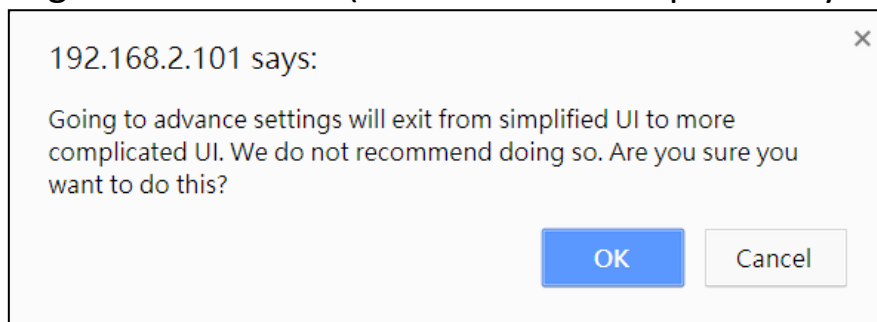 192.168.2.101 says:
Going to advance settings will exit from simplified UI to more
complicated UI. We do not recommend doing so. Are you sure you
want to do this?
OK Cancel